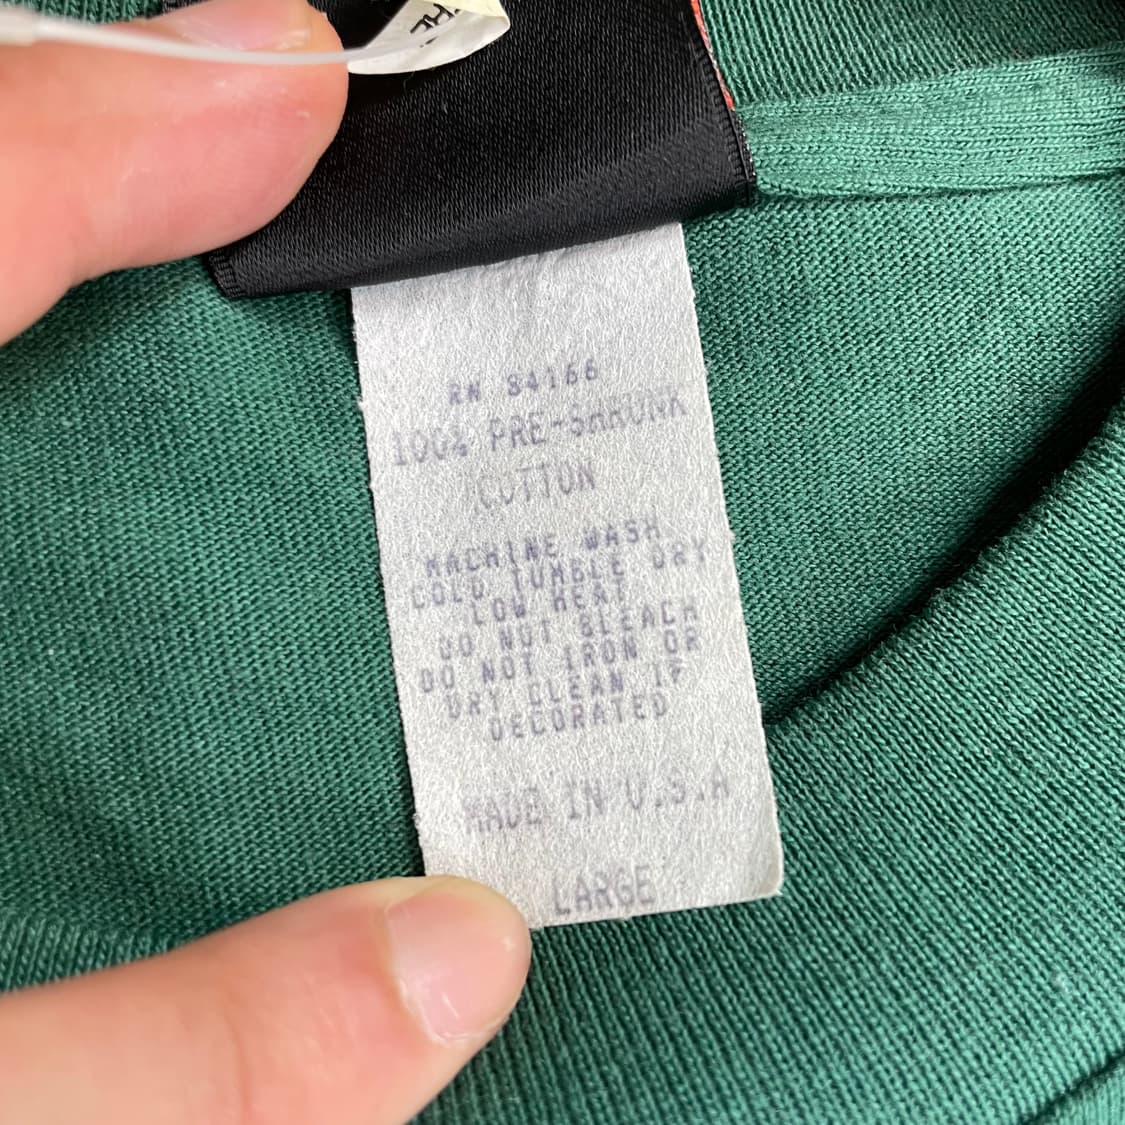 RN 84166
100% PRE-SHRUNK
COTTON
MACHINE WASH
COLD TUMBLE DRY
LOW HEAT
DO NOT BLEACH
DO NOT IRON OR
DRY CLEAN IF
DECORATED
MADE IN U.S.A
LARGE